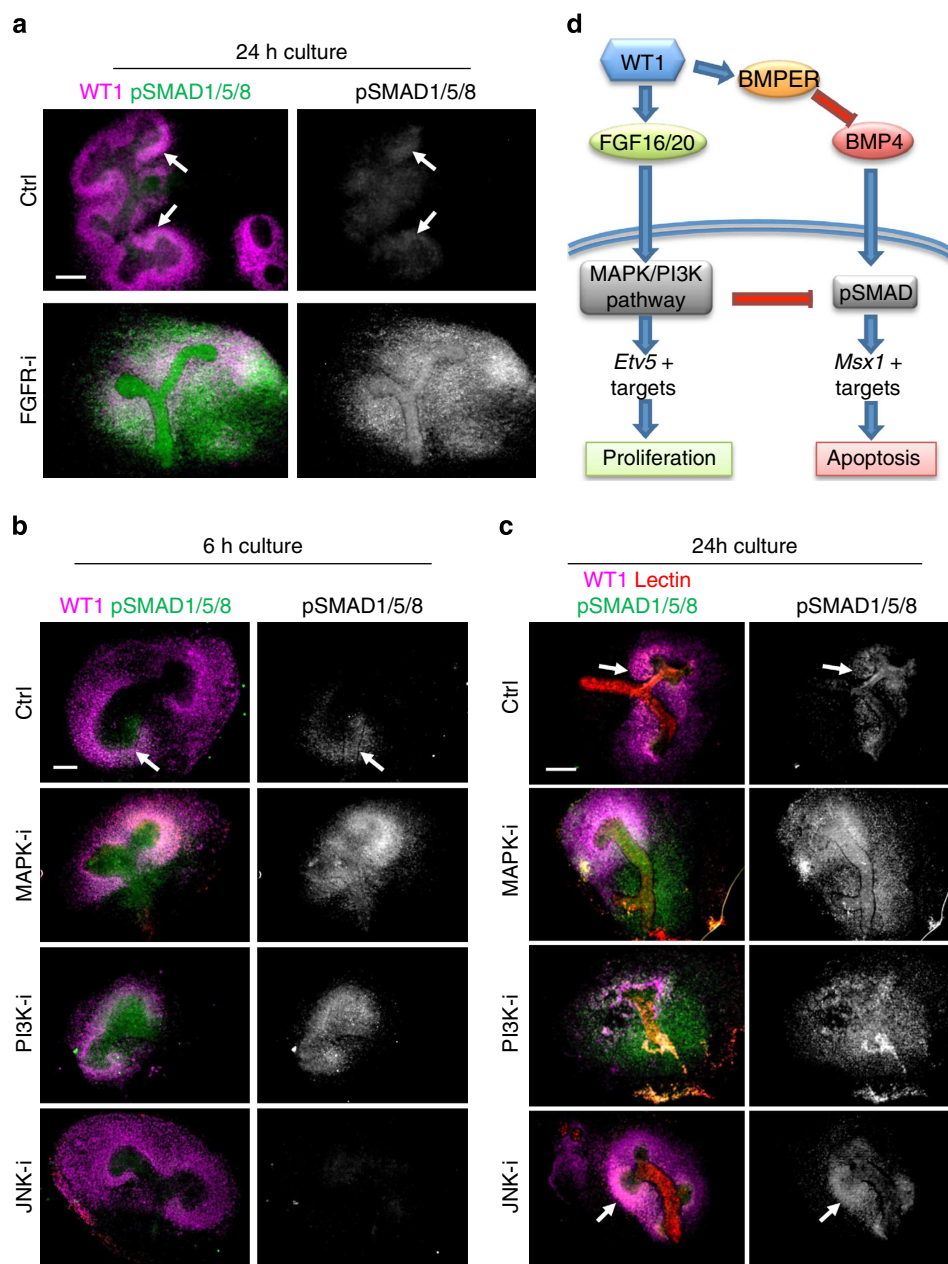 a
24 h culture
WT1 pSMAD1/5/8
pSMAD1/5/8
Ctrl
FGFR-i
d
WT1
BMPER
FGF16/20
BMP4
MAPK/PI3K
pathway
pSMAD
Etv5 +
targets
Msx1 +
targets
Proliferation
Apoptosis
b
6 h culture
WT1 pSMAD1/5/8
pSMAD1/5/8
Ctrl
MAPK-i
PI3K-i
JNK-i
c
24h culture
WT1 Lectin
pSMAD1/5/8
pSMAD1/5/8
Ctrl
MAPK-i
PI3K-i
JNK-i